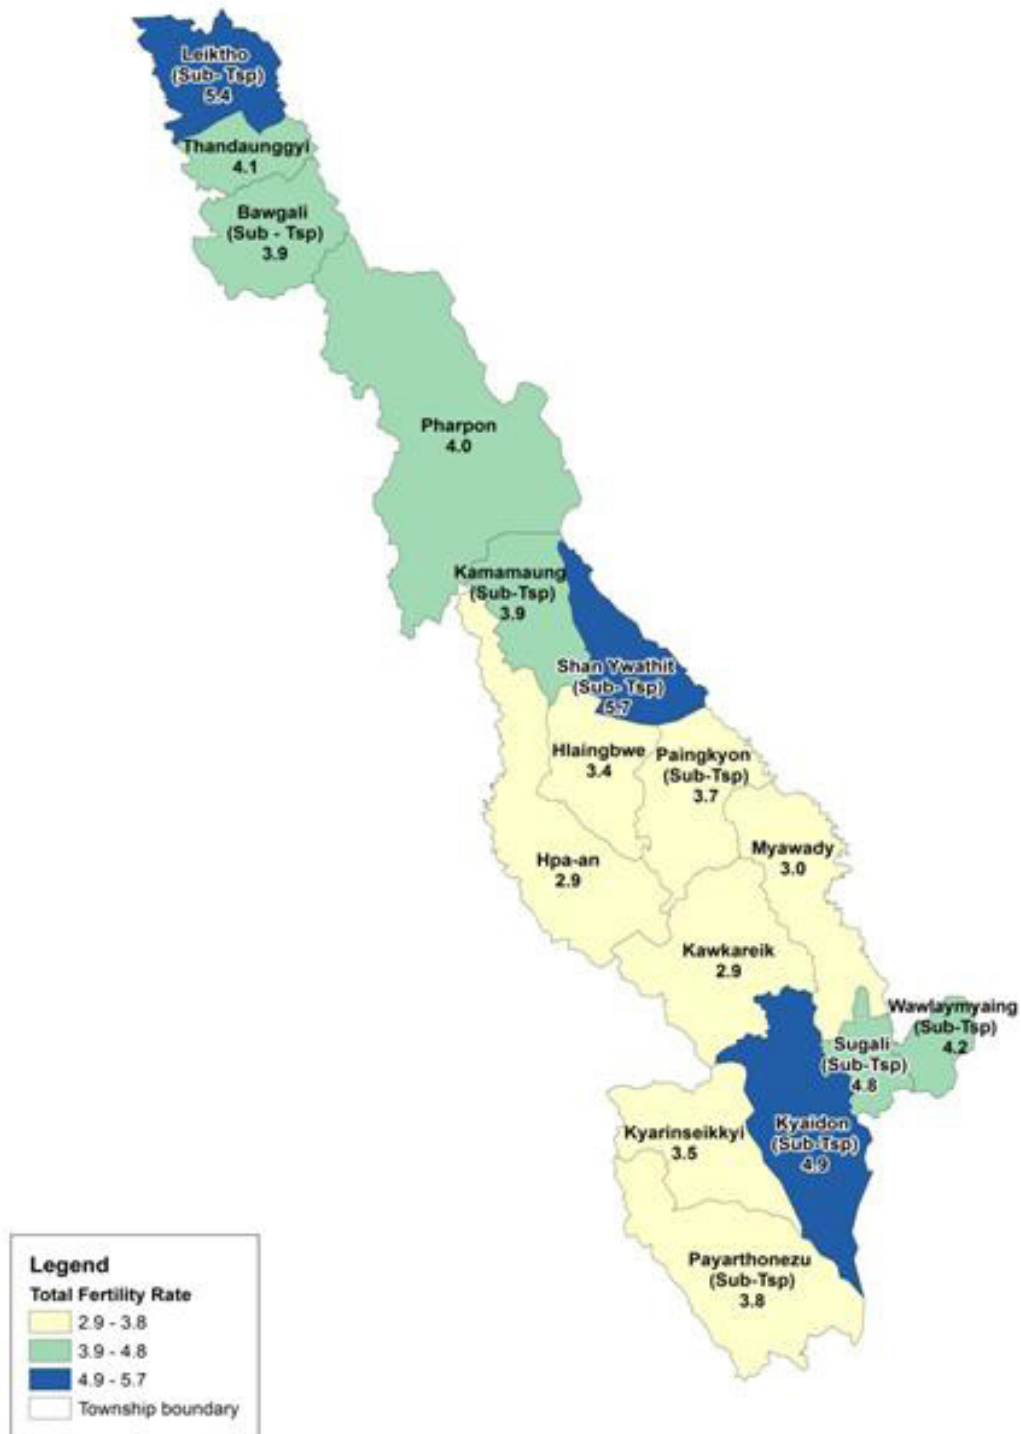 Leiktho
(Sub- Tsp)
5.4
Thandaunggyi
4.1
Bawgali
(Sub - Tsp)
3.9
Pharpon
4.0
Kamamaung
(Sub-Tsp)
3.9
Shan Ywathit
(Sub- Tsp)
5.7
Hlaingbwe
3.4
Paingkyon
(Sub-Tsp)
3.7
Hpa-an
2.9
Myawady
3.0
Kawkareik
2.9
Wawlaymyaing
(Sub-Tsp)
4.2
Sugali
(Sub-Tsp)
4.8
Kyaidon
(Sub-Tsp)
4.9
Kyarinseikkyi
3.5
Payarthonezu
(Sub-Tsp)
3.8
Legend
Total Fertility Rate
2.9 - 3.8
3.9 - 4.8
4.9 - 5.7
Township boundary